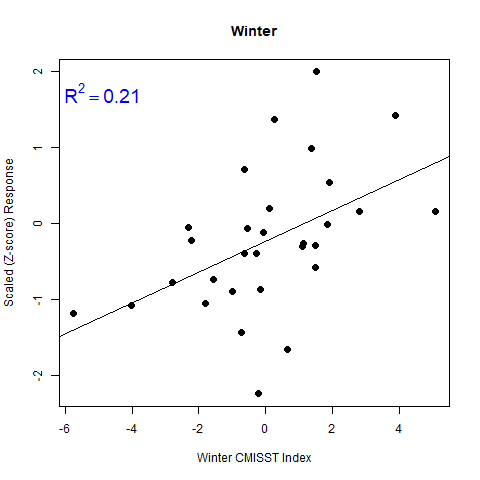 Winter
R² = 0.21
Scaled (Z-score) Response
2
1
0
-1
-2
-6 -4 -2 0 2 4
Winter CMISST Index